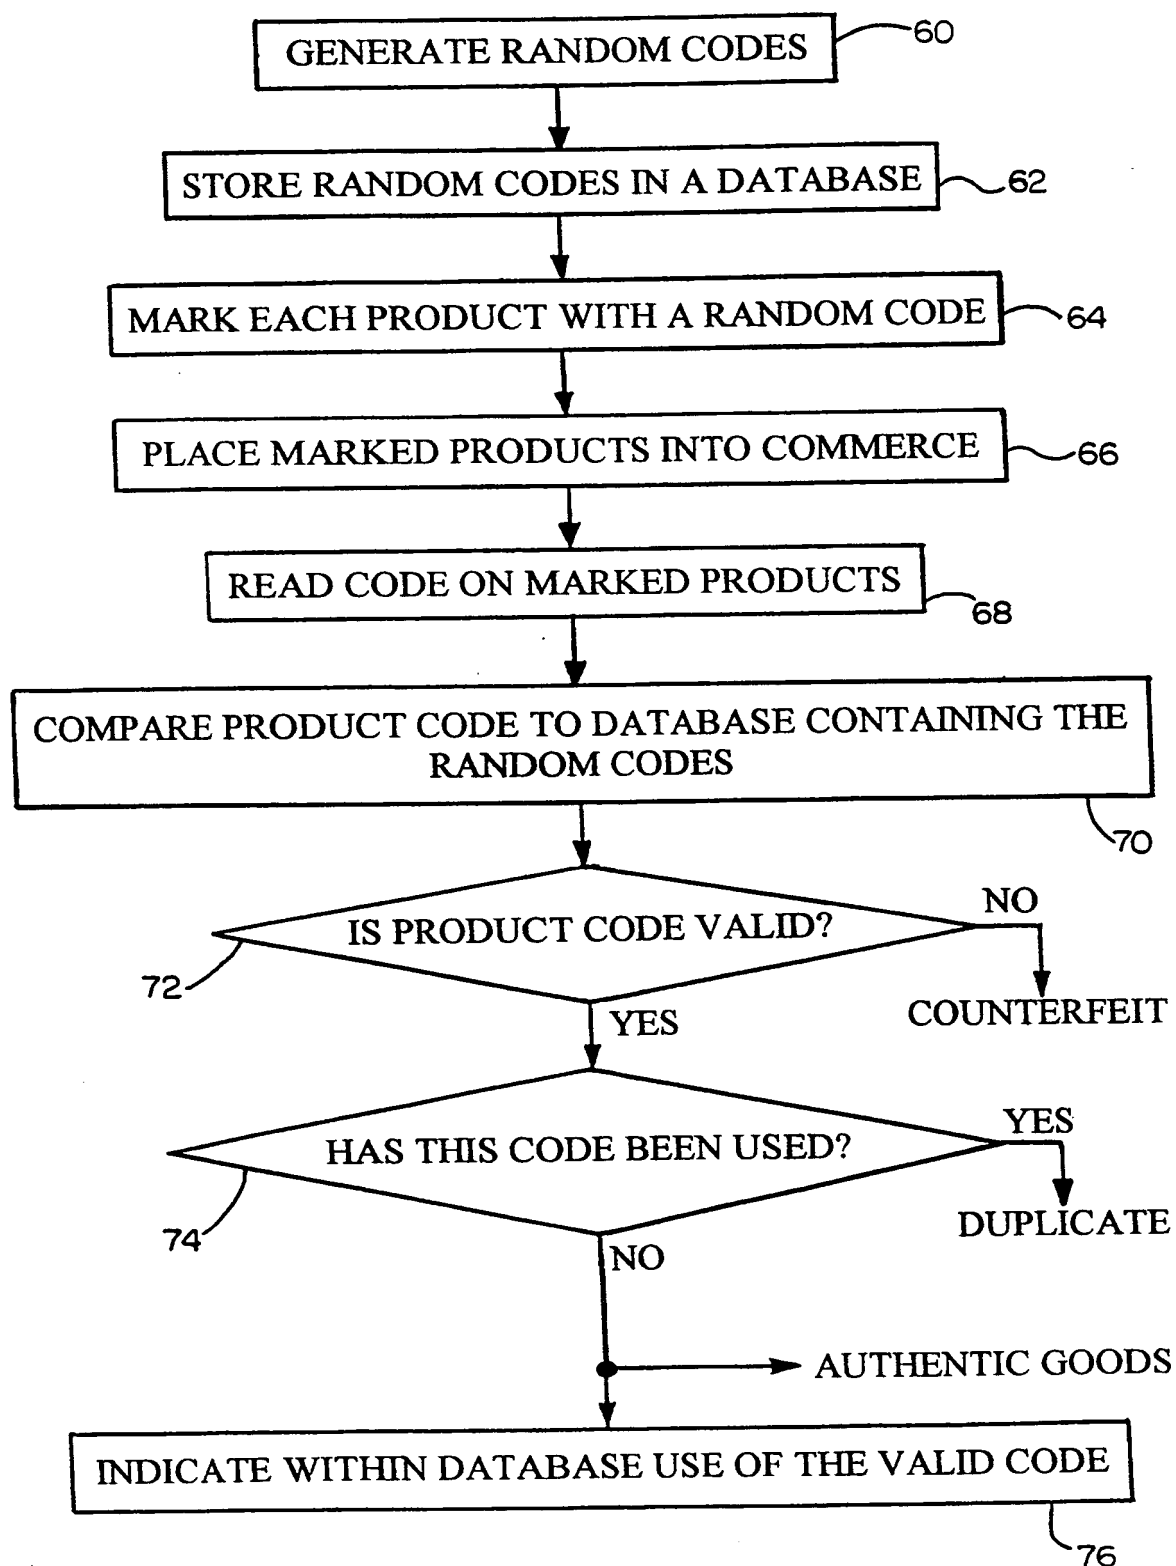 GENERATE RANDOM CODES
60
STORE RANDOM CODES IN A DATABASE
62
MARK EACH PRODUCT WITH A RANDOM CODE
64
PLACE MARKED PRODUCTS INTO COMMERCE
66
READ CODE ON MARKED PRODUCTS
68
COMPARE PRODUCT CODE TO DATABASE CONTAINING THE
RANDOM CODES
70
IS PRODUCT CODE VALID?
NO
72
COUNTERFEIT
YES
HAS THIS CODE BEEN USED?
YES
74
DUPLICATE
NO
AUTHENTIC GOODS
INDICATE WITHIN DATABASE USE OF THE VALID CODE
76